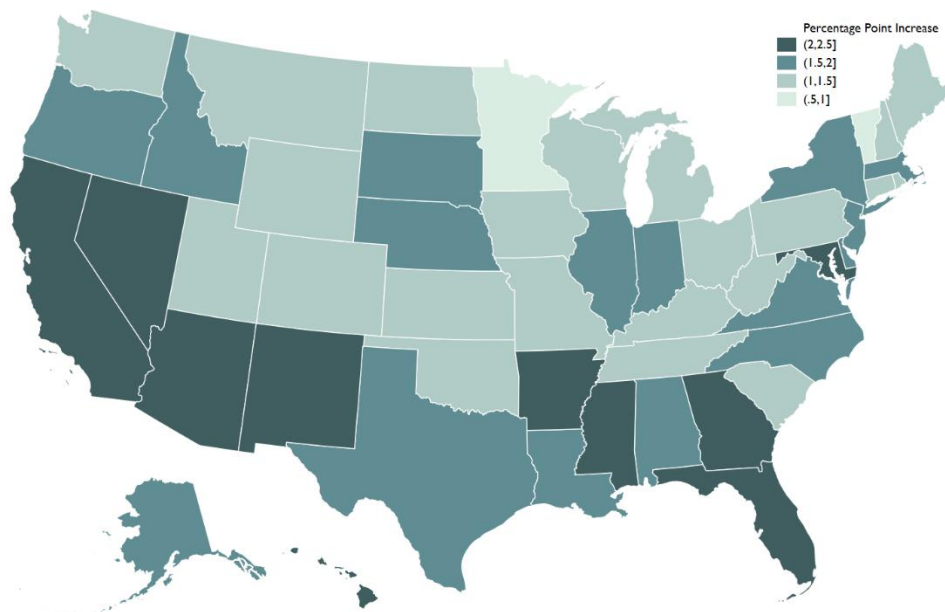 Percentage Point Increase
(2,2.5]
(1.5,2]
(1,1.5]
(.5,1]